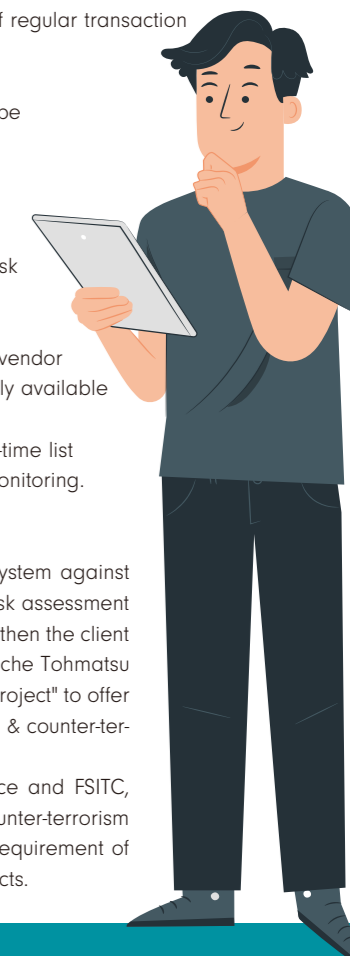 f regular transaction
be
sk
vendor
ly available
-time list
onitoring.
ystem against
sk assessment
then the client
che Tohmatsu
roject" to offer
& counter-ter-
ce and FSITC,
unter-terrorism
equirement of
cts.